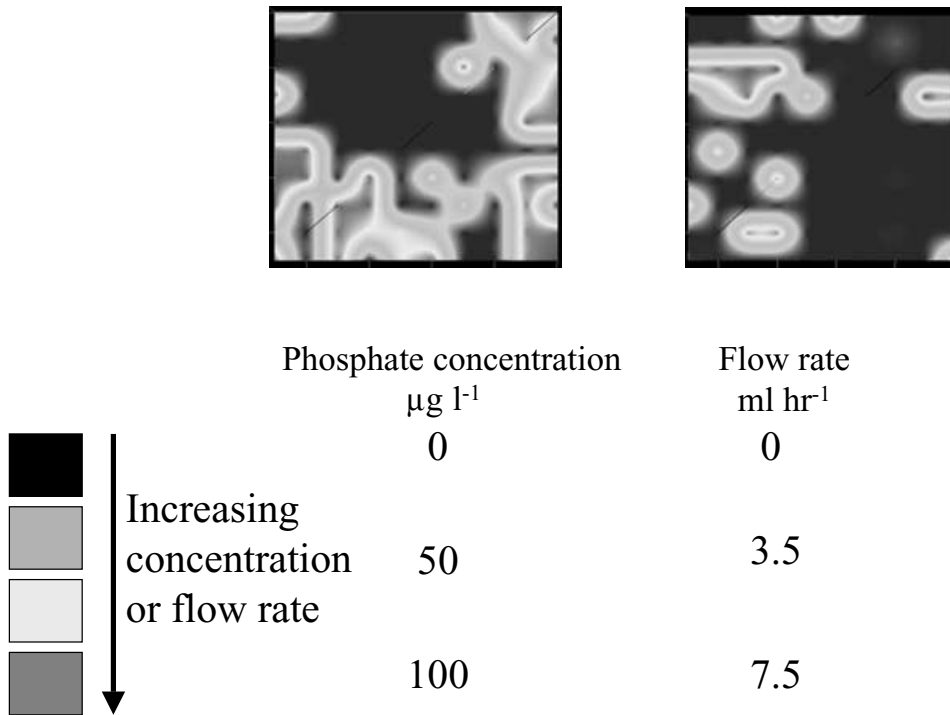 Phosphate concentration
µg l⁻¹
Flow rate
ml hr⁻¹
0
0
Increasing
concentration
or flow rate
50
3.5
100
7.5